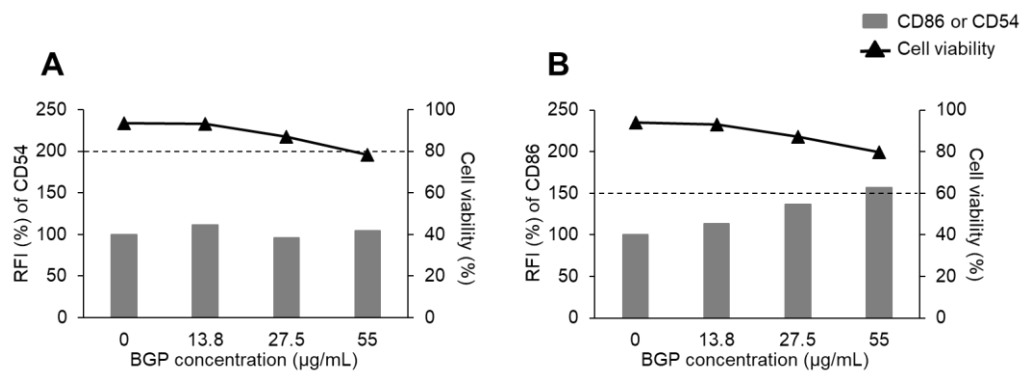 CD86 or CD54
Cell viability
A
B
250
200
150
100
50
0
RFI (%) of CD54
100
80
60
40
20
0
Cell viability (%)
0 13.8 27.5 55
BGP concentration (µg/mL)
250
200
150
100
50
0
RFI (%) of CD86
100
80
60
40
20
0
Cell viability (%)
0 13.8 27.5 55
BGP concentration (µg/mL)